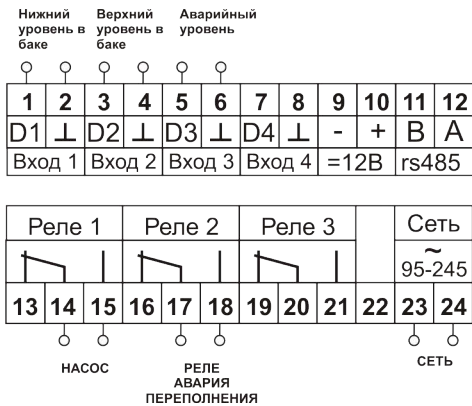 Нижний уровень в баке
Верхний уровень в баке
Аварийный уровень
1 2 3 4 5 6 7 8 9 10 11 12
D1 ⊥ D2 ⊥ D3 ⊥ D4 ⊥ - + B A
Вход 1 Вход 2 Вход 3 Вход 4 =12В rs485
Реле 1 Реле 2 Реле 3 Сеть
~
95-245
13 14 15 16 17 18 19 20 21 22 23 24
НАСОС
РЕЛЕ
АВАРИЯ
ПЕРЕПОЛНЕНИЯ
СЕТЬ